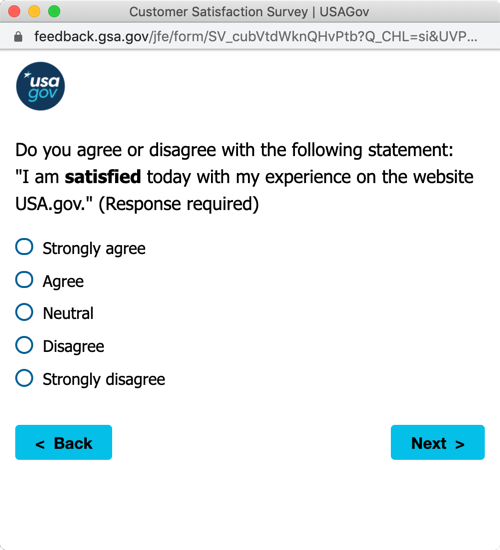 Customer Satisfaction Survey | USAGov
feedback.gsa.gov/jfe/form/SV_cubVtdWknQHvPtb?Q_CHL=si&UVP...
usa
gov
Do you agree or disagree with the following statement:
"I am satisfied today with my experience on the website
USA.gov." (Response required)
Strongly agree
Agree
Neutral
Disagree
Strongly disagree
< Back
Next >